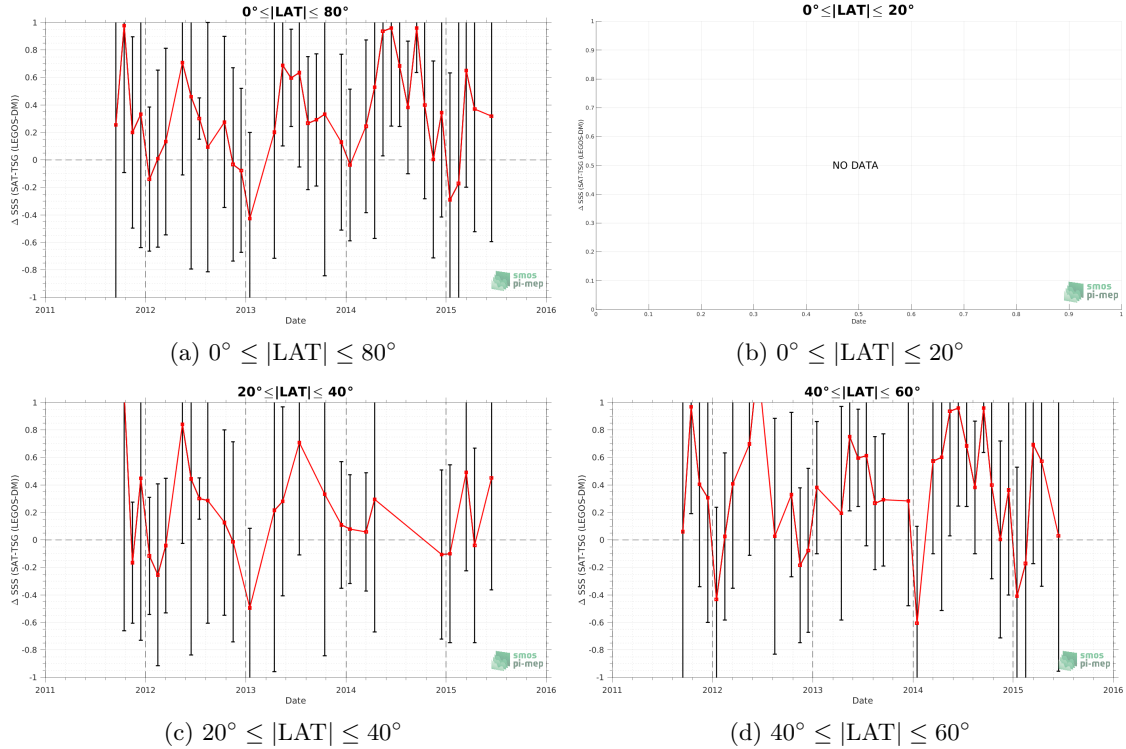 0°≤|LAT|≤ 80°
Δ SSS (SAT-TSG (LEGOS-DM))
1
0.8
0.6
0.4
0.2
0
-0.2
-0.4
-0.6
-0.8
-1
2011
2012
2013
2014
2015
2016
Date
smos
pi-mep
(a) 0° ≤ |LAT| ≤ 80°
0°≤|LAT|≤ 20°
Δ SSS (SAT-TSG (LEGOS-DM))
1
0.9
0.8
0.7
0.6
0.5
0.4
0.3
0.2
0.1
0
NO DATA
0
0.1
0.2
0.3
0.4
0.5
0.6
0.7
0.8
0.9
1
Date
smos
pi-mep
(b) 0° ≤ |LAT| ≤ 20°
20°≤|LAT|≤ 40°
Δ SSS (SAT-TSG (LEGOS-DM))
1
0.8
0.6
0.4
0.2
0
-0.2
-0.4
-0.6
-0.8
-1
2011
2012
2013
2014
2015
2016
Date
smos
pi-mep
(c) 20° ≤ |LAT| ≤ 40°
40°≤|LAT|≤ 60°
Δ SSS (SAT-TSG (LEGOS-DM))
1
0.8
0.6
0.4
0.2
0
-0.2
-0.4
-0.6
-0.8
-1
2011
2012
2013
2014
2015
2016
Date
smos
pi-mep
(d) 40° ≤ |LAT| ≤ 60°